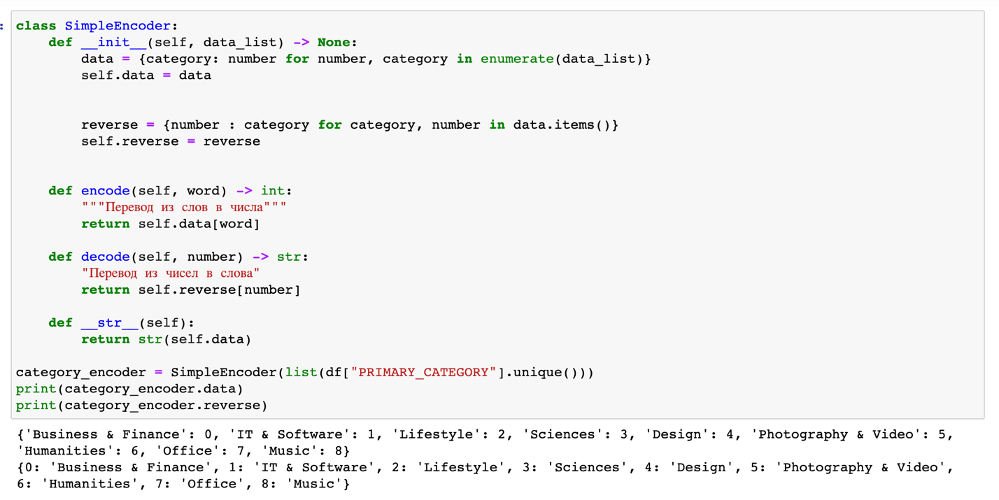 :
class SimpleEncoder:
    def __init__(self, data_list) -> None:
        data = {category: number for number, category in enumerate(data_list)}
        self.data = data
        reverse = {number : category for category, number in data.items()}
        self.reverse = reverse
    def encode(self, word) -> int:
        """Перевод из слов в числа"""
        return self.data[word]
    def decode(self, number) -> str:
        "Перевод из чисел в слова"
        return self.reverse[number]
    def __str__(self):
        return str(self.data)
category_encoder = SimpleEncoder(list(df["PRIMARY_CATEGORY"].unique()))
print(category_encoder.data)
print(category_encoder.reverse)
{'Business & Finance': 0, 'IT & Software': 1, 'Lifestyle': 2, 'Sciences': 3, 'Design': 4, 'Photography & Video': 5,
'Humanities': 6, 'Office': 7, 'Music': 8}
{0: 'Business & Finance', 1: 'IT & Software', 2: 'Lifestyle', 3: 'Sciences', 4: 'Design', 5: 'Photography & Video',
6: 'Humanities', 7: 'Office', 8: 'Music'}